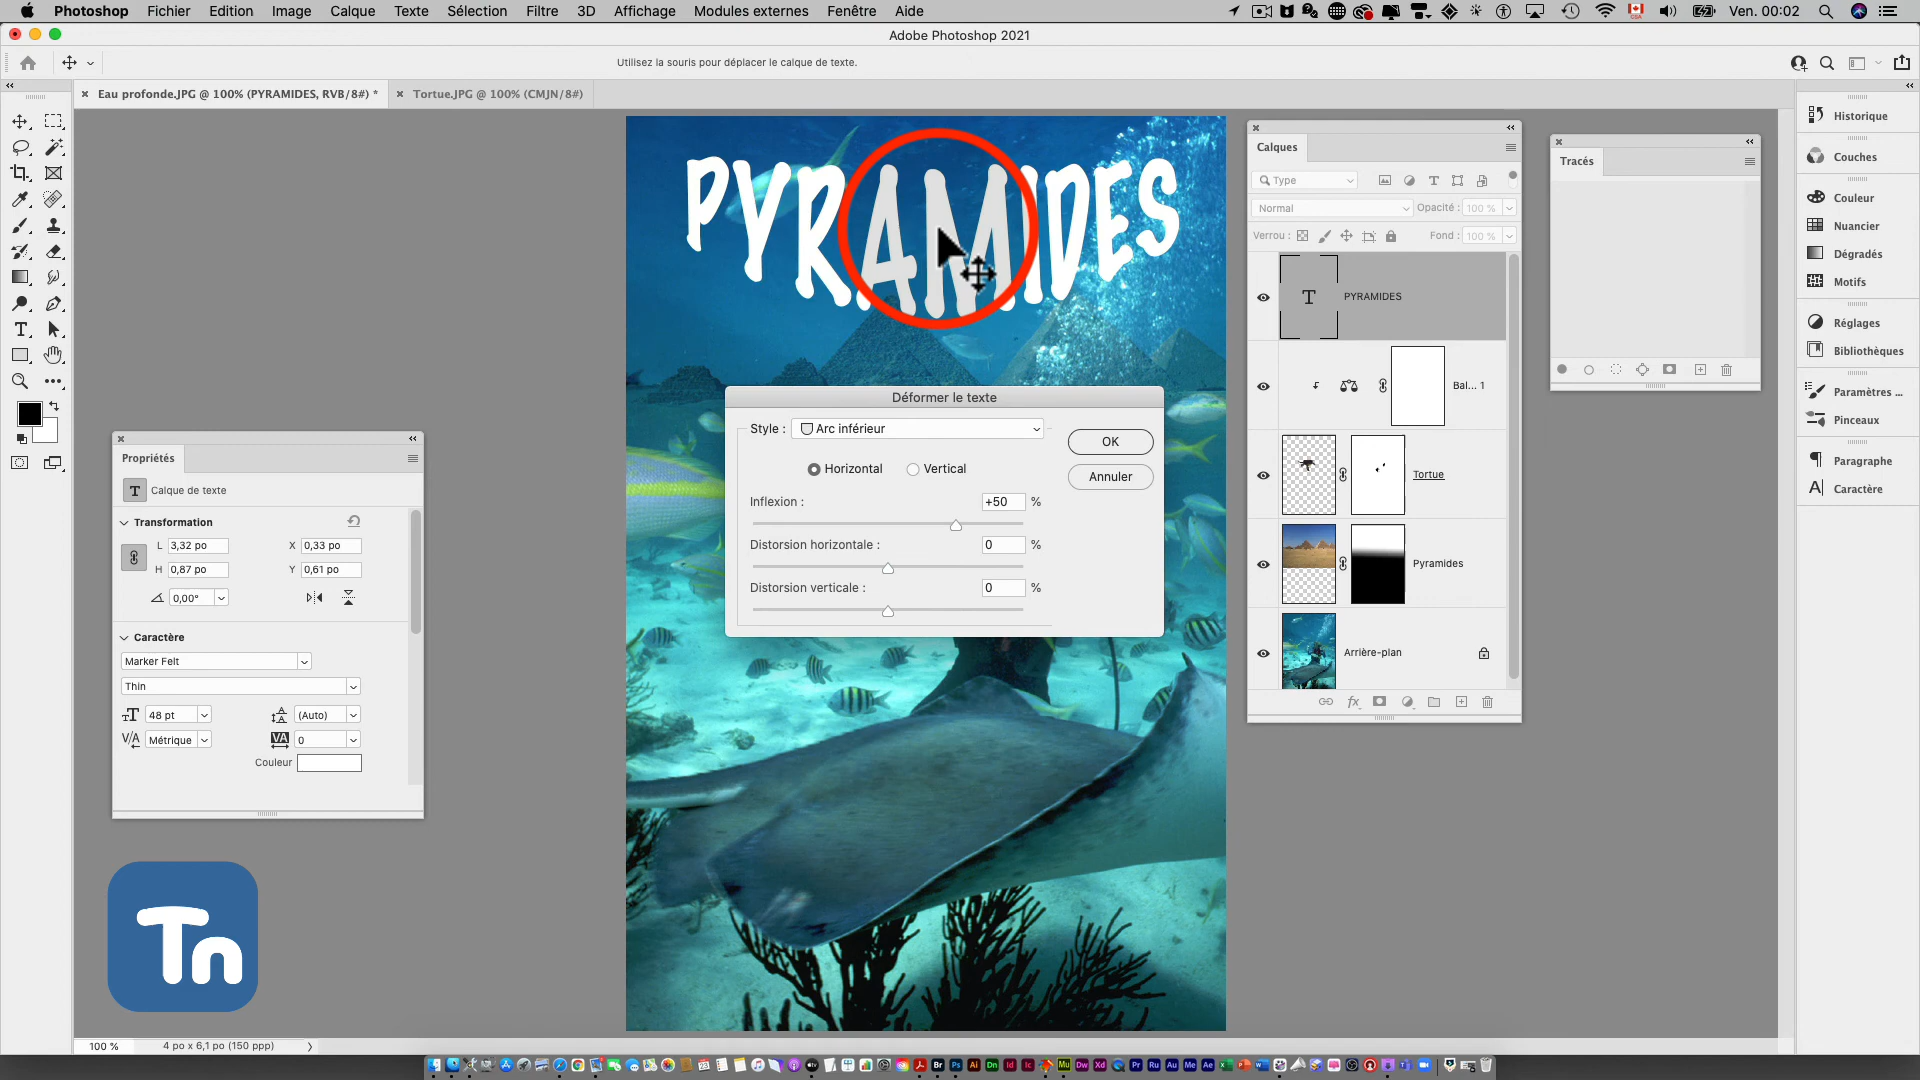 Photoshop Fichier Edition Image Calque Texte Sélection Filtre 3D Affichage Modules externes Fenêtre Aide Ven. 00:02
Adobe Photoshop 2021
Utilisez la souris pour déplacer le calque de texte.
Eau profonde.JPG @ 100% (PYRAMIDES, RVB/8#) *
Tortue.JPG @ 100% (CMJN/8#)
PYRAMIDES
Déformer le texte
Style : Arc inférieur
OK
Horizontal Vertical
Annuler
Inflexion : +50 %
Distorsion horizontale : 0 %
Distorsion verticale : 0 %
Propriétés
T Calque de texte
Transformation
L 3,32 po X 0,33 po
H 0,87 po Y 0,61 po
0,00°
Caractère
Marker Felt
Thin
48 pt (Auto)
Métrique 0
Couleur
Tn
100 % 4 po x 6,1 po (150 ppp)
Calques
Type
Normal Opacité : 100 %
Verrou : Fond : 100 %
T PYRAMIDES
Bal... 1
Tortue
Pyramides
Arrière-plan
fx
Tracés
Historique
Couches
Couleur
Nuancier
Dégradés
Motifs
Réglages
Bibliothèques
Paramètres ...
Pinceaux
Paragraphe
Caractère